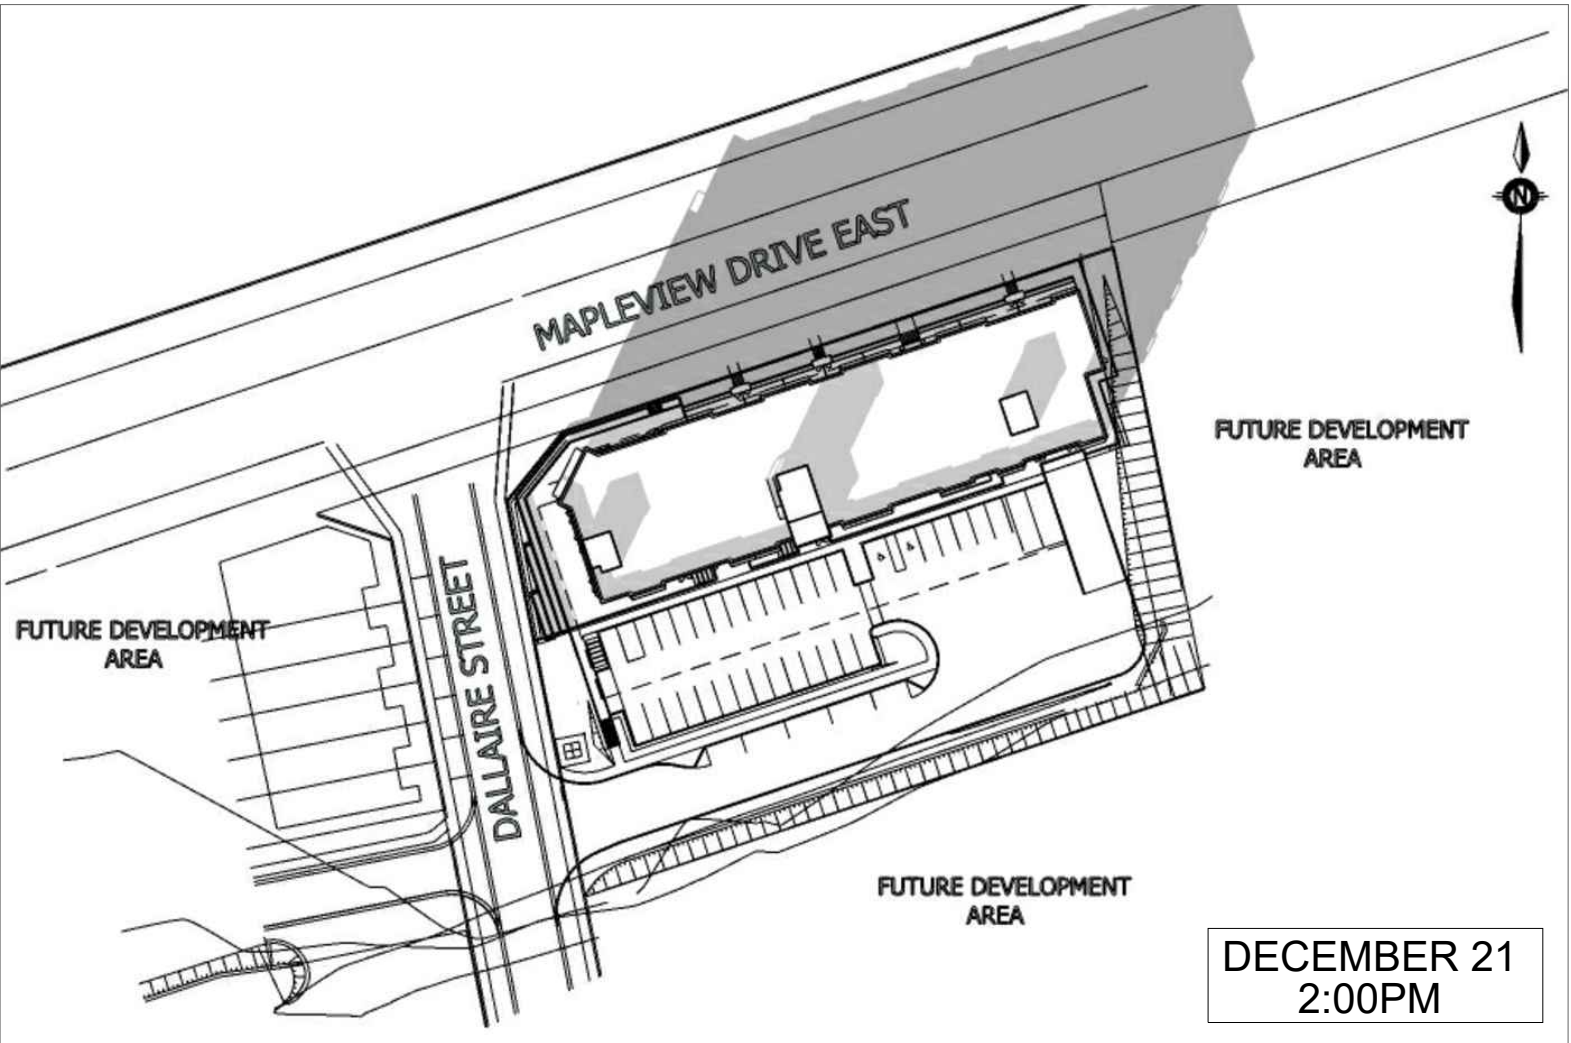 MAPLEVIEW DRIVE EAST
N
FUTURE DEVELOPMENT
AREA
DALLAIRE STREET
FUTURE DEVELOPMENT
AREA
FUTURE DEVELOPMENT
AREA
DECEMBER 21
2:00PM